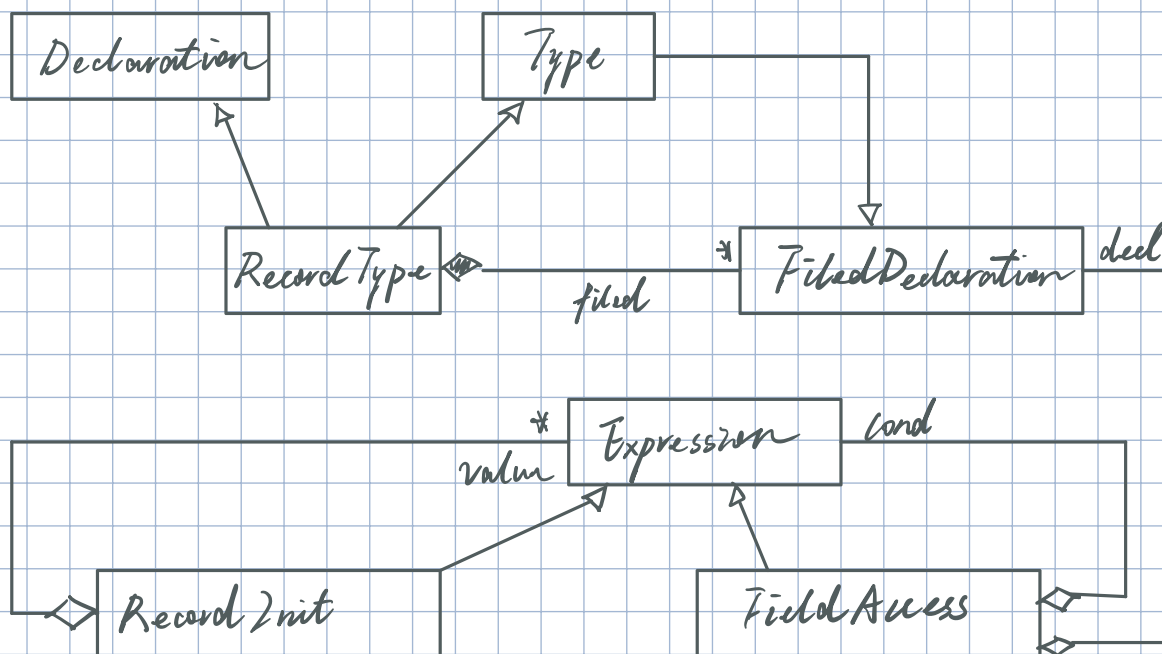 Declaration
Type
RecordType
*
filed
FiledDeclaration
decl
*
Expression
cond
value
RecordInit
FieldAccess